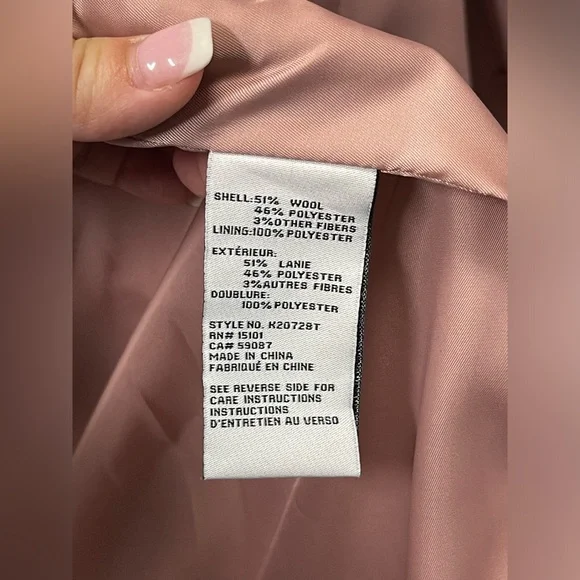 SHELL:51% WOOL
46% POLYESTER
3%OTHER FIBERS
LINING:100% POLYESTER
EXTÉRIEUR:
51% LANIE
46% POLYESTER
3%AUTRES FIBRES
DOUBLURE:
100%POLYESTER
STYLE NO. K20728T
RN# 15101
CA# 59087
MADE IN CHINA
FABRIQUÉ EN CHINE
SEE REVERSE SIDE FOR
CARE INSTRUCTIONS
INSTRUCTIONS
D'ENTRETIEN AU VERSO